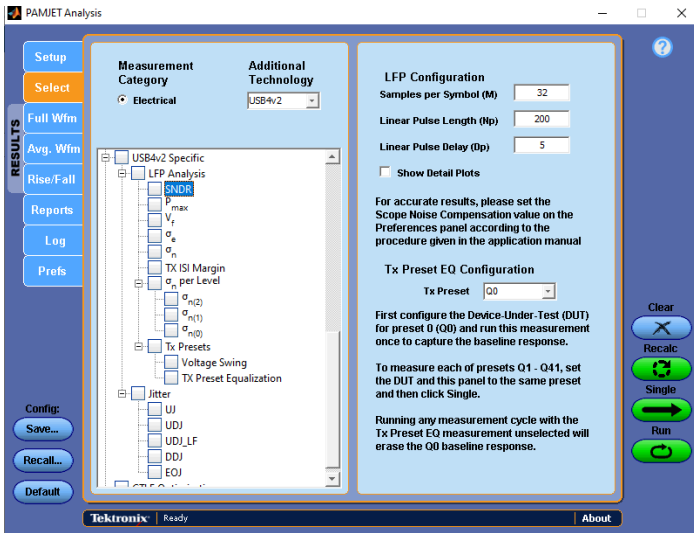 PAMJET Analysis
Setup
Select
Full Wfm
Avg. Wfm
Rise/Fall
Reports
Log
Prefs
RESULTS
Config:
Save...
Recall...
Default
Measurement
Category
Electrical
Additional
Technology
USB4v2
USB4v2 Specific
LFP Analysis
SNDR
Pmax
Vf
σe
σn
TX ISI Margin
σn per Level
σn(2)
σn(1)
σn(0)
Tx Presets
Voltage Swing
TX Preset Equalization
Jitter
UJ
UDJ
UDJ_LF
DDJ
EOJ
LFP Configuration
Samples per Symbol (M) 32
Linear Pulse Length (Np) 200
Linear Pulse Delay (Dp) 5
Show Detail Plots
For accurate results, please set the
Scope Noise Compensation value on the
Preferences panel according to the
procedure given in the application manual
Tx Preset EQ Configuration
Tx Preset Q0
First configure the Device-Under-Test (DUT)
for preset 0 (Q0) and run this measurement
once to capture the baseline response.
To measure each of presets Q1 - Q41, set
the DUT and this panel to the same preset
and then click Single.
Running any measurement cycle with the
Tx Preset EQ measurement unselected will
erase the Q0 baseline response.
?
Clear
Recalc
Single
Run
Tektronix Ready
About